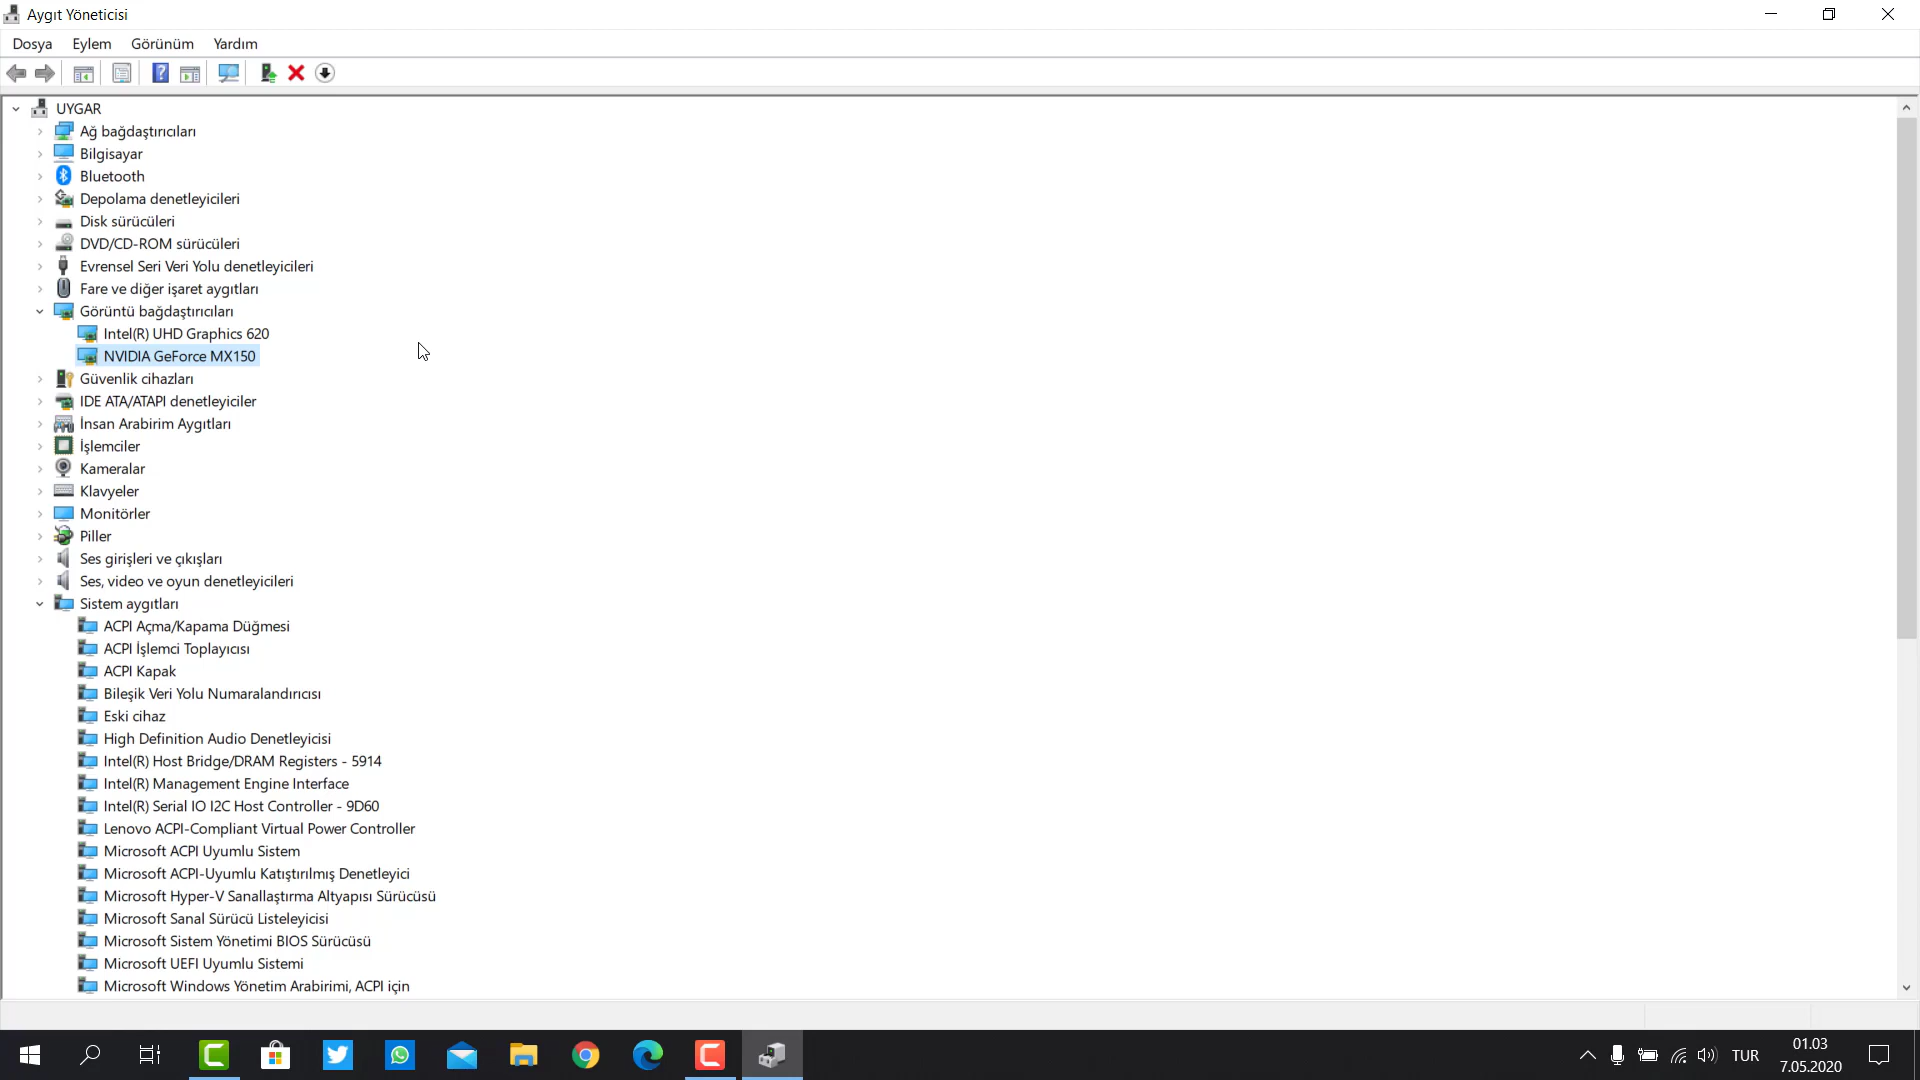 Aygıt Yöneticisi
Dosya Eylem Görünüm Yardım
UYGAR
Ağ bağdaştırıcıları
Bilgisayar
Bluetooth
Depolama denetleyicileri
Disk sürücüleri
DVD/CD-ROM sürücüleri
Evrensel Seri Veri Yolu denetleyicileri
Fare ve diğer işaret aygıtları
Görüntü bağdaştırıcıları
Intel(R) UHD Graphics 620
NVIDIA GeForce MX150
Güvenlik cihazları
IDE ATA/ATAPI denetleyiciler
İnsan Arabirim Aygıtları
İşlemciler
Kameralar
Klavyeler
Monitörler
Piller
Ses girişleri ve çıkışları
Ses, video ve oyun denetleyicileri
Sistem aygıtları
ACPI Açma/Kapama Düğmesi
ACPI İşlemci Toplayıcısı
ACPI Kapak
Bileşik Veri Yolu Numaralandırıcısı
Eski cihaz
High Definition Audio Denetleyicisi
Intel(R) Host Bridge/DRAM Registers - 5914
Intel(R) Management Engine Interface
Intel(R) Serial IO I2C Host Controller - 9D60
Lenovo ACPI-Compliant Virtual Power Controller
Microsoft ACPI Uyumlu Sistem
Microsoft ACPI-Uyumlu Katıştırılmış Denetleyici
Microsoft Hyper-V Sanallaştırma Altyapısı Sürücüsü
Microsoft Sanal Sürücü Listeleyicisi
Microsoft Sistem Yönetimi BIOS Sürücüsü
Microsoft UEFI Uyumlu Sistemi
Microsoft Windows Yönetim Arabirimi, ACPI için
TUR
01.03
7.05.2020